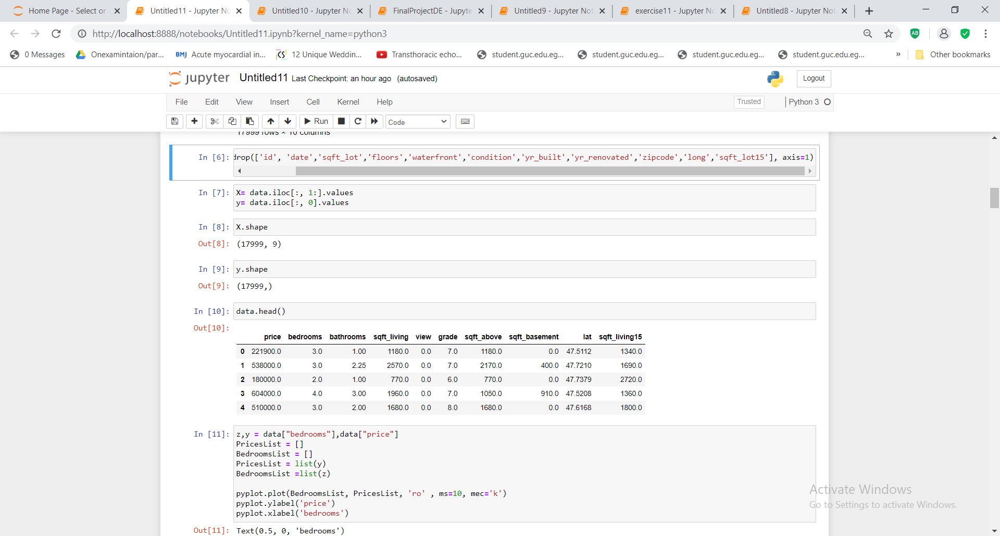 Home Page - Select or
Untitled11 - Jupyter No
Untitled10 - Jupyter No
FinalProjectDE - Jupyte
Untitled9 - Jupyter Not
exercise11 - Jupyter No
Untitled8 - Jupyter Not
http://localhost:8888/notebooks/Untitled11.ipynb?kernel_name=python3
AB
0 Messages
Onexamintaion/par...
BMJ Acute myocardial in...
CS 12 Unique Weddin...
Transthoracic echo...
student.guc.edu.eg...
student.guc.edu.eg...
student.guc.edu.eg...
student.guc.edu.eg...
»
Other bookmarks
jupyter Untitled11 Last Checkpoint: an hour ago (autosaved)
Logout
File Edit View Insert Cell Kernel Help
Trusted
Python 3
Run
Code
17999 rows × 10 columns
In [6]: drop(['id', 'date','sqft_lot','floors','waterfront','condition','yr_built','yr_renovated','zipcode','long','sqft_lot15'], axis=1)
In [7]: X= data.iloc[:, 1:].values
y= data.iloc[:, 0].values
In [8]: X.shape
Out[8]: (17999, 9)
In [9]: y.shape
Out[9]: (17999,)
In [10]: data.head()
Out[10]:
price bedrooms bathrooms sqft_living view grade sqft_above sqft_basement lat sqft_living15
0 221900.0 3.0 1.00 1180.0 0.0 7.0 1180.0 0.0 47.5112 1340.0
1 538000.0 3.0 2.25 2570.0 0.0 7.0 2170.0 400.0 47.7210 1690.0
2 180000.0 2.0 1.00 770.0 0.0 6.0 770.0 0.0 47.7379 2720.0
3 604000.0 4.0 3.00 1960.0 0.0 7.0 1050.0 910.0 47.5208 1360.0
4 510000.0 3.0 2.00 1680.0 0.0 8.0 1680.0 0.0 47.6168 1800.0
In [11]: z,y = data["bedrooms"],data["price"]
PricesList = []
BedroomsList = []
PricesList = list(y)
BedroomsList =list(z)
pyplot.plot(BedroomsList, PricesList, 'ro' , ms=10, mec='k')
pyplot.ylabel('price')
pyplot.xlabel('bedrooms')
Out[11]: Text(0.5, 0, 'bedrooms')
Activate Windows
Go to Settings to activate Windows.